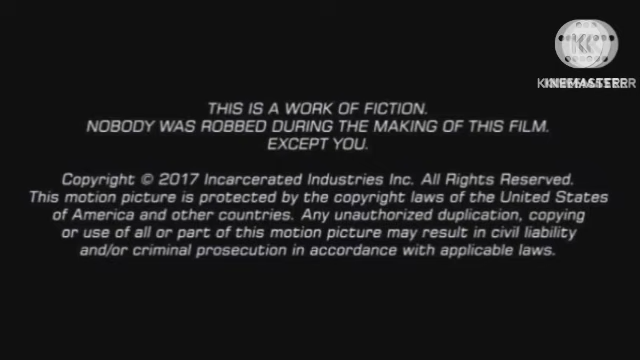 KINEMASTER
THIS IS A WORK OF FICTION.
NOBODY WAS ROBBED DURING THE MAKING OF THIS FILM.
EXCEPT YOU.
Copyright © 2017 Incarcerated Industries Inc. All Rights Reserved.
This motion picture is protected by the copyright laws of the United States
of America and other countries. Any unauthorized duplication, copying
or use of all or part of this motion picture may result in civil liability
and/or criminal prosecution in accordance with applicable laws.